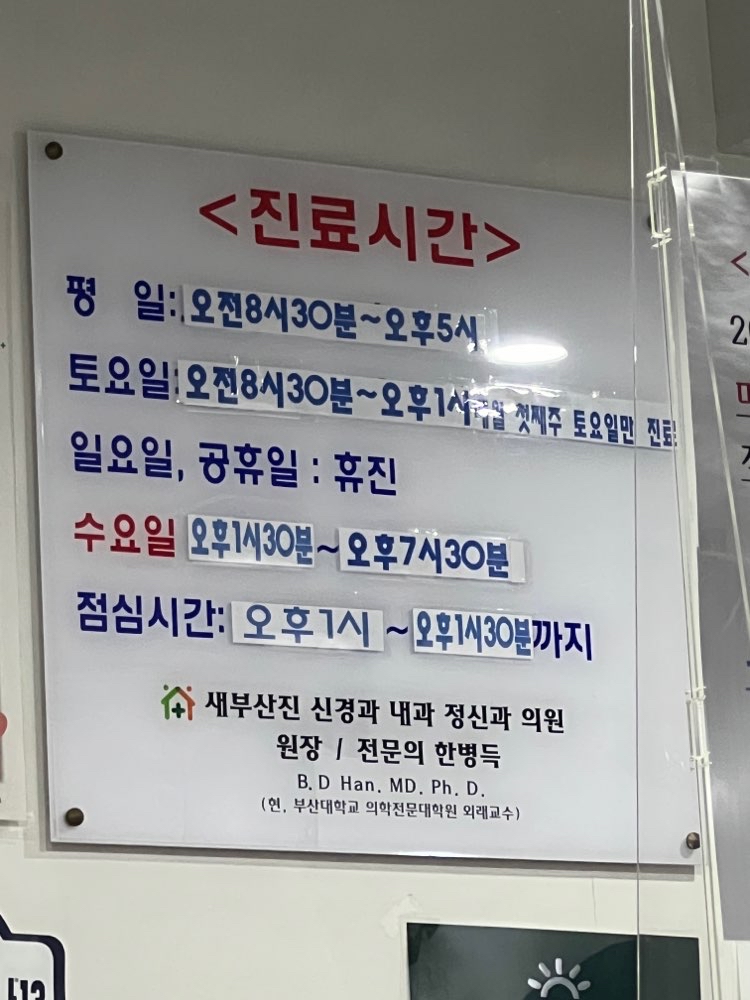 <진료시간>
평 일: 오전8시30분~오후5시
토요일: 오전8시30분~오후1시 매월 첫째주 토요일만 진료
일요일, 공휴일 : 휴진
수요일 오후1시30분~오후7시30분
점심시간: 오후1시 ~오후1시30분까지
새부산진 신경과 내과 정신과 의원
원장 / 전문의 한병득
B.D Han. MD. Ph. D.
(현, 부산대학교 의학전문대학원 외래교수)